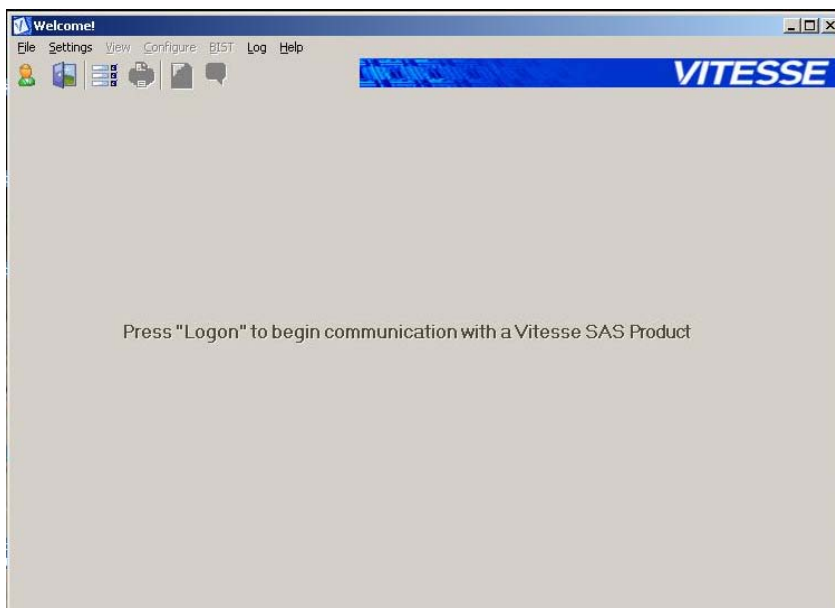 Welcome!
File Settings View Configure BIST Log Help
VITESSE
Press "Logon" to begin communication with a Vitesse SAS Product